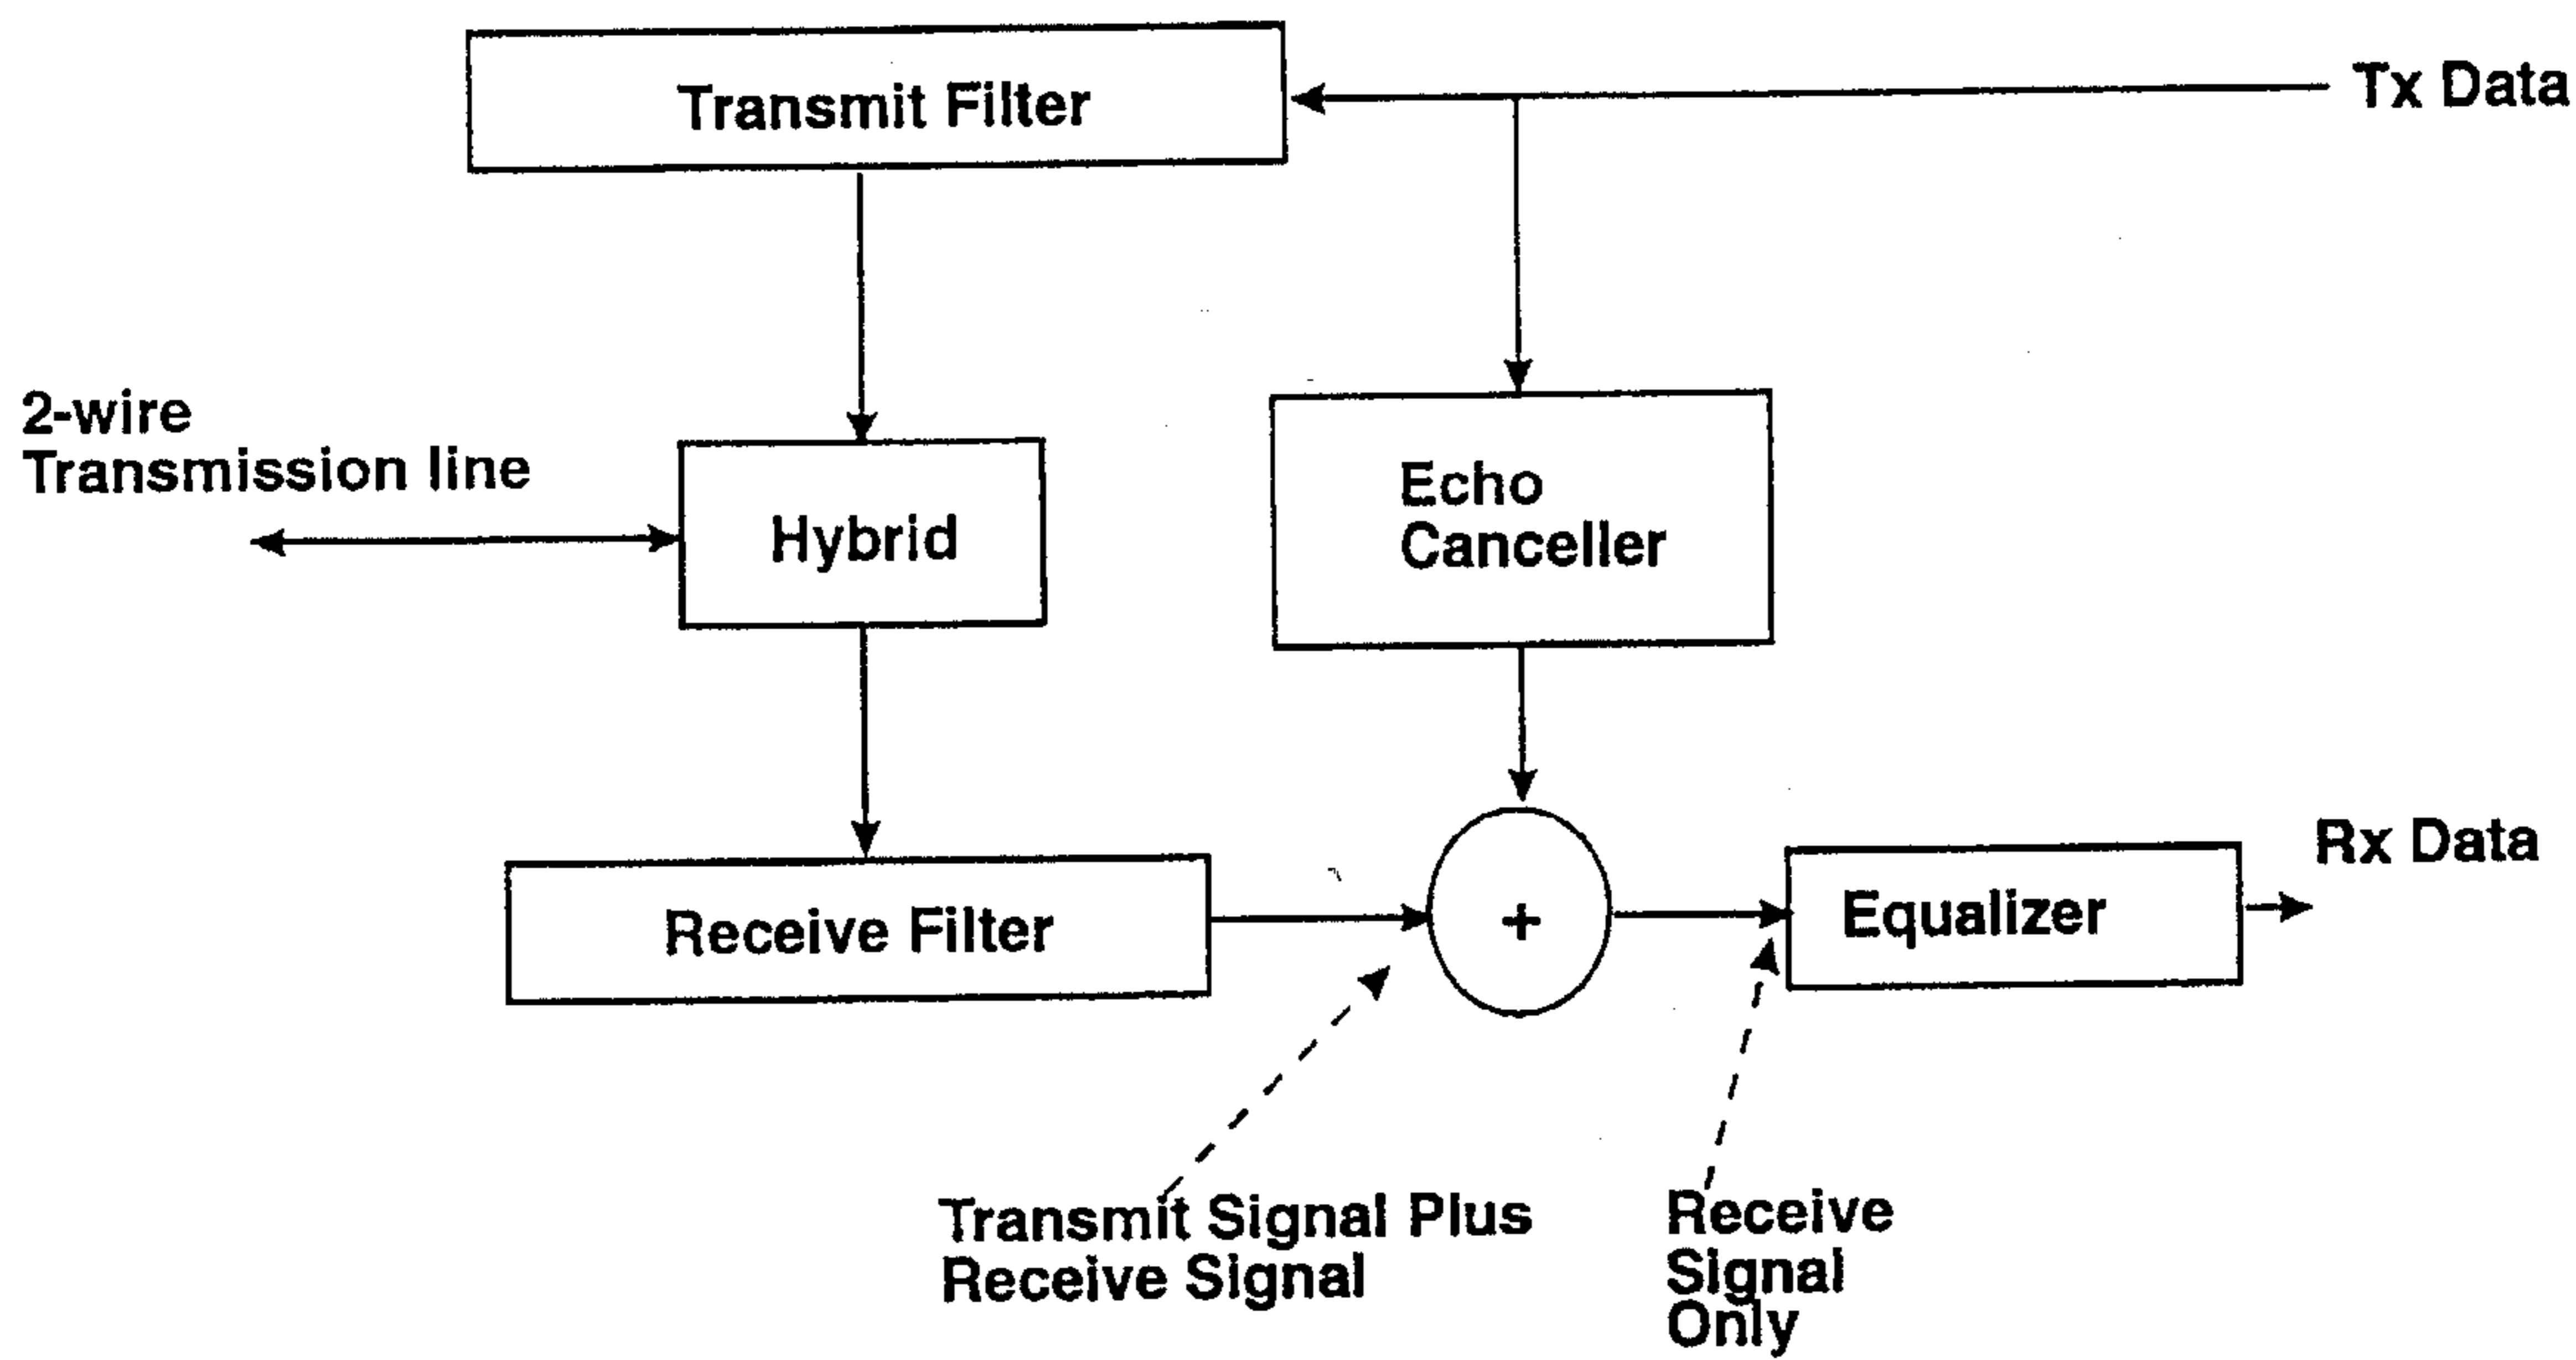 Transmit Filter
Tx Data
2-wire
Transmission line
Hybrid
Echo
Canceller
Receive Filter
+
Equalizer
Rx Data
Transmit Signal Plus
Receive Signal
Receive
Signal
Only